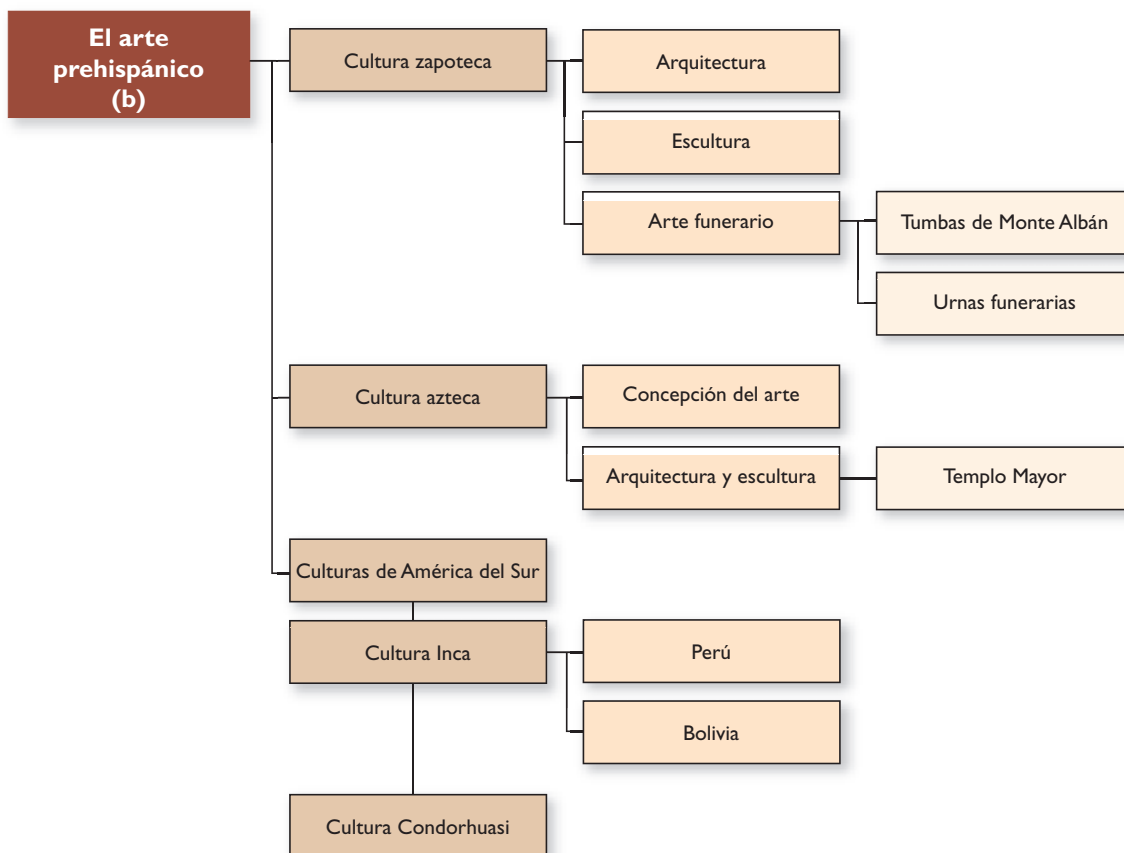 El arte
prehispánico
(b)
Cultura zapoteca
Arquitectura
Escultura
Arte funerario
Tumbas de Monte Albán
Urnas funerarias
Cultura azteca
Concepción del arte
Arquitectura y escultura
Templo Mayor
Culturas de América del Sur
Cultura Inca
Perú
Bolivia
Cultura Condorhuasi